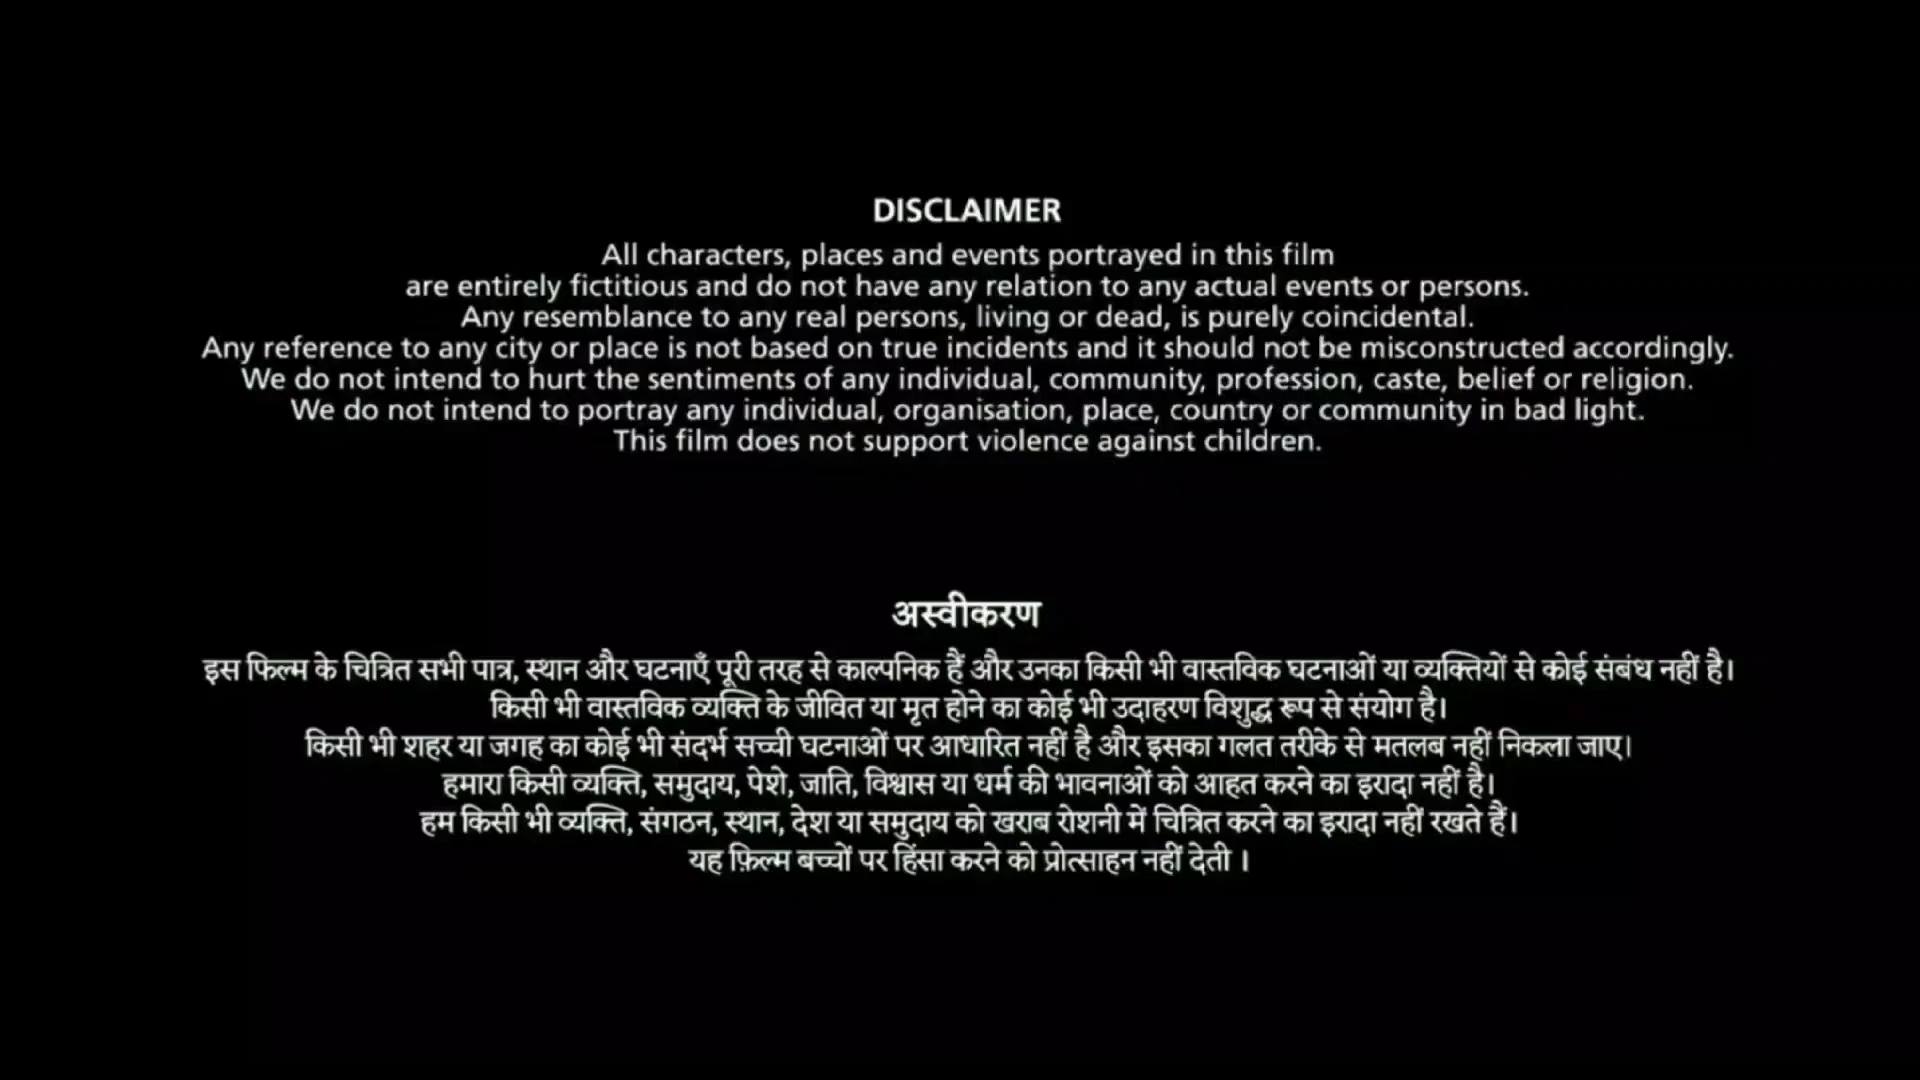 DISCLAIMER
All characters, places and events portrayed in this film
are entirely fictitious and do not have any relation to any actual events or persons.
Any resemblance to any real persons, living or dead, is purely coincidental.
Any reference to any city or place is not based on true incidents and it should not be misconstructed accordingly.
We do not intend to hurt the sentiments of any individual, community, profession, caste, belief or religion.
We do not intend to portray any individual, organisation, place, country or community in bad light.
This film does not support violence against children.
अस्वीकरण
इस फिल्म के चित्रित सभी पात्र, स्थान और घटनाएँ पूरी तरह से काल्पनिक हैं और उनका किसी भी वास्तविक घटनाओं या व्यक्तियों से कोई संबंध नहीं है।
किसी भी वास्तविक व्यक्ति के जीवित या मृत होने का कोई भी उदाहरण विशुद्ध रूप से संयोग है।
किसी भी शहर या जगह का कोई भी संदर्भ सच्ची घटनाओं पर आधारित नहीं है और इसका गलत तरीके से मतलब नहीं निकला जाए।
हमारा किसी व्यक्ति, समुदाय, पेशे, जाति, विश्वास या धर्म की भावनाओं को आहत करने का इरादा नहीं है।
हम किसी भी व्यक्ति, संगठन, स्थान, देश या समुदाय को खराब रोशनी में चित्रित करने का इरादा नहीं रखते हैं।
यह फ़िल्म बच्चों पर हिंसा करने को प्रोत्साहन नहीं देती ।